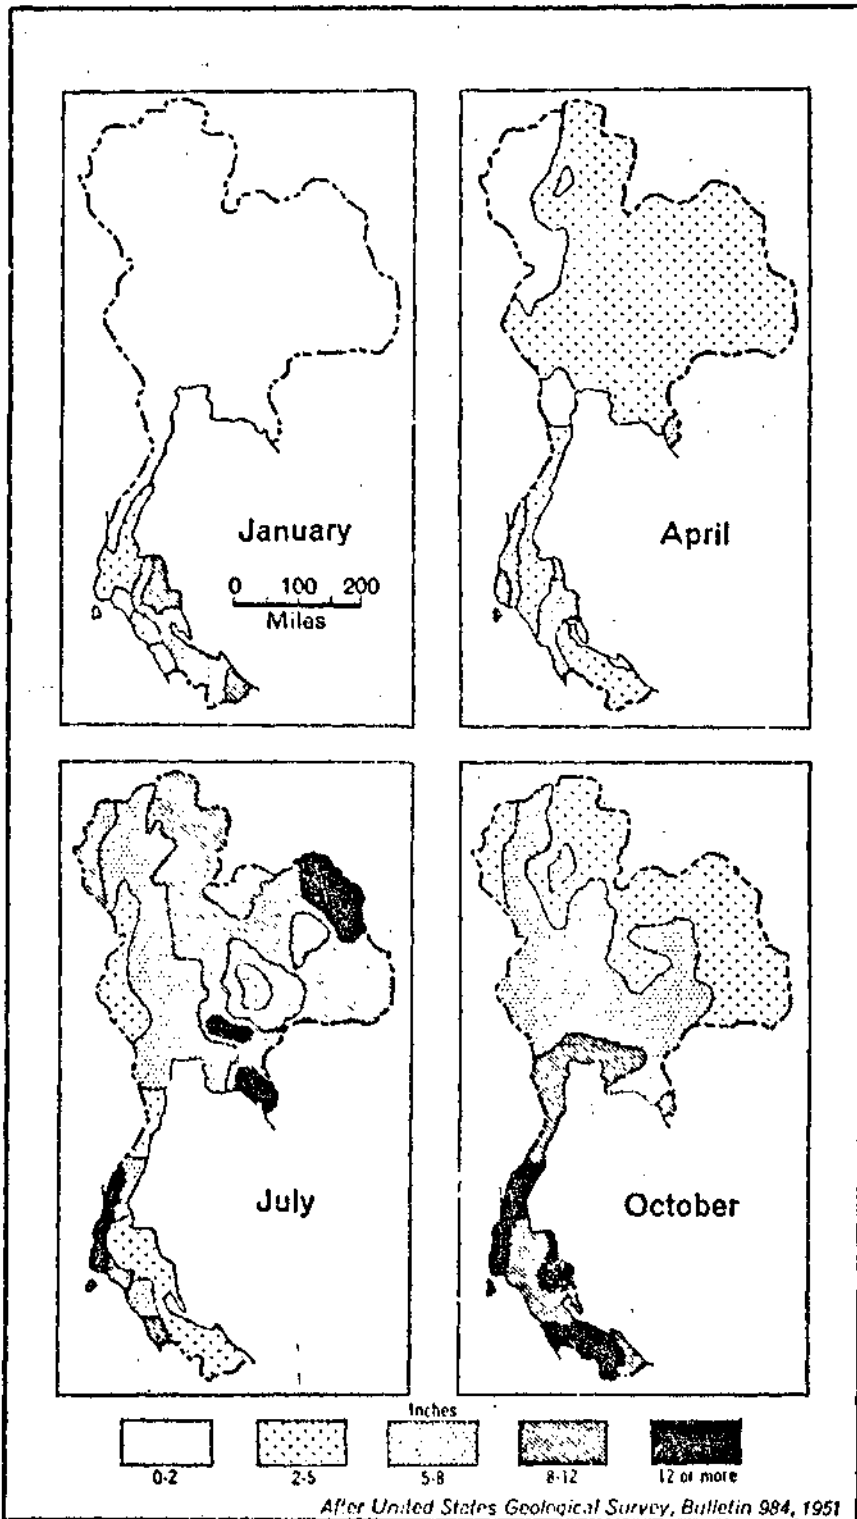 January
0 100 200
Miles
April
July
October
Inches
0-2
2-5
5-8
8-12
12 or more
After United States Geological Survey, Bulletin 984, 1951